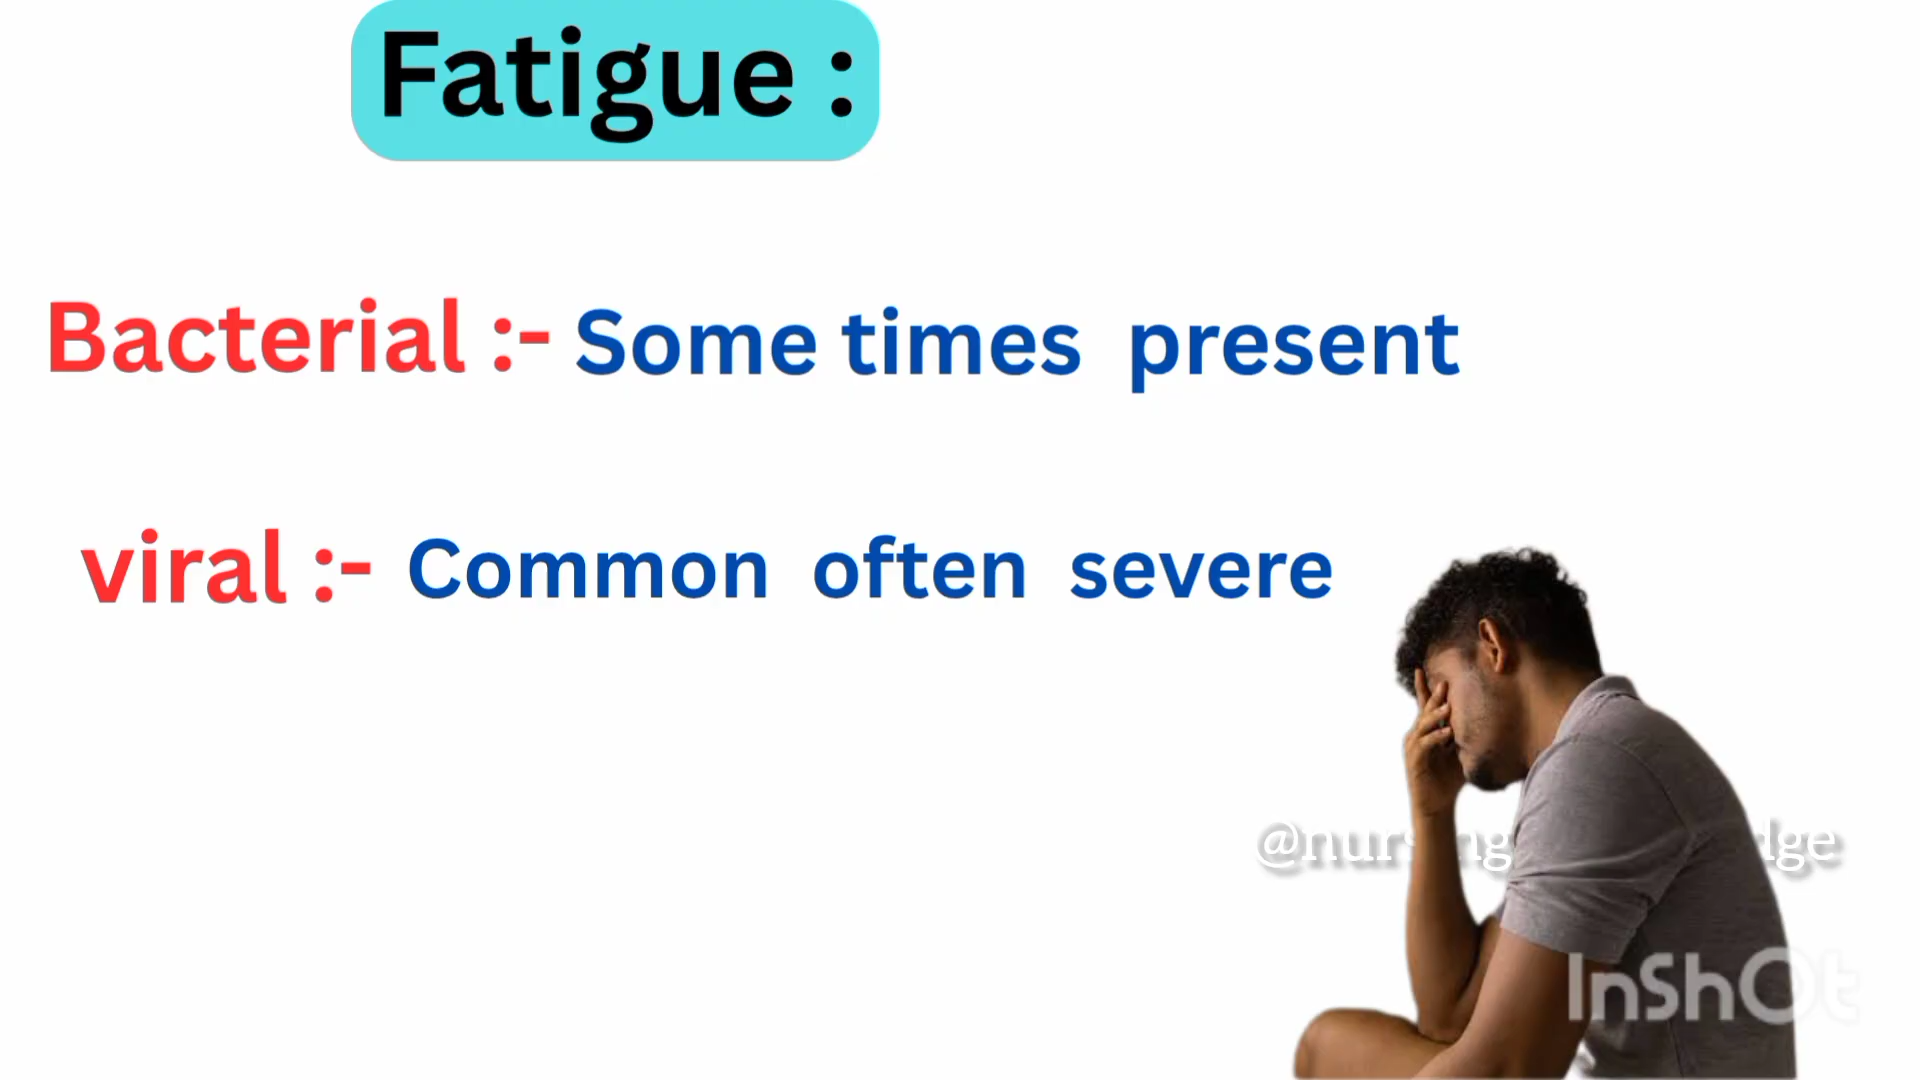 Fatigue :
Bacterial :- Some times present
viral :- Common often severe
InShOt